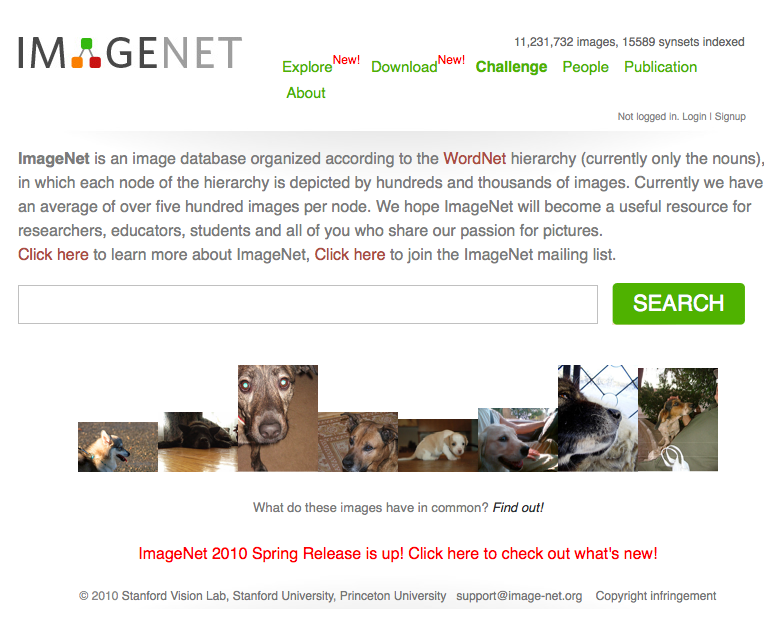 IMAGENET
11,231,732 images, 15589 synsets indexed
Explore New! Download New! Challenge People Publication
About
Not logged in. Login | Signup
ImageNet is an image database organized according to the WordNet hierarchy (currently only the nouns),
in which each node of the hierarchy is depicted by hundreds and thousands of images. Currently we have
an average of over five hundred images per node. We hope ImageNet will become a useful resource for
researchers, educators, students and all of you who share our passion for pictures.
Click here to learn more about ImageNet, Click here to join the ImageNet mailing list.
SEARCH
What do these images have in common? Find out!
ImageNet 2010 Spring Release is up! Click here to check out what's new!
© 2010 Stanford Vision Lab, Stanford University, Princeton University support@image-net.org Copyright infringement